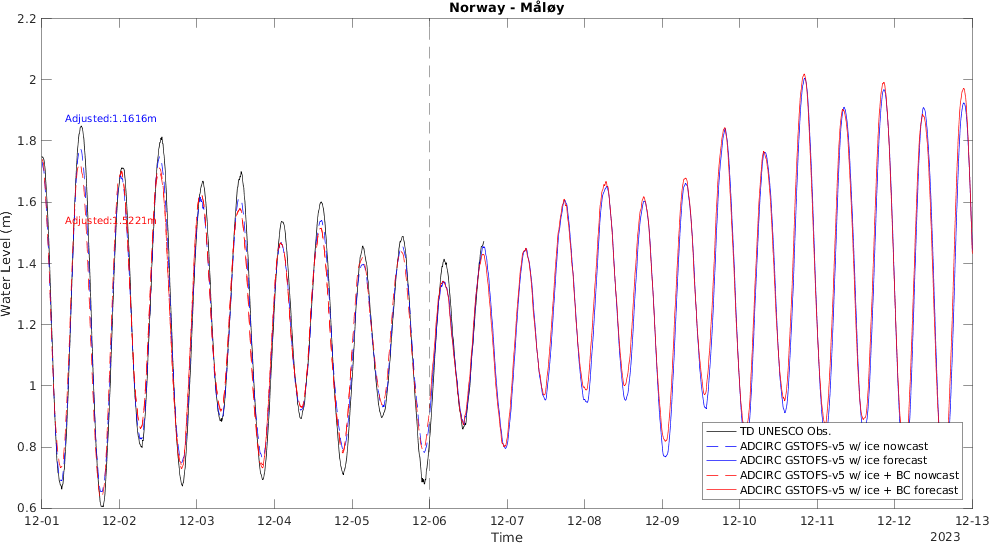 Norway - Måløy
2.2
2
1.8
1.6
1.4
1.2
1
0.8
0.6
Water Level (m)
Adjusted:1.1616m
Adjusted:1.5221m
TD UNESCO Obs.
ADCIRC GSTOFS-v5 w/ ice nowcast
ADCIRC GSTOFS-v5 w/ ice forecast
ADCIRC GSTOFS-v5 w/ ice + BC nowcast
ADCIRC GSTOFS-v5 w/ ice + BC forecast
12-01 12-02 12-03 12-04 12-05 12-06 12-07 12-08 12-09 12-10 12-11 12-12 12-13
Time
2023